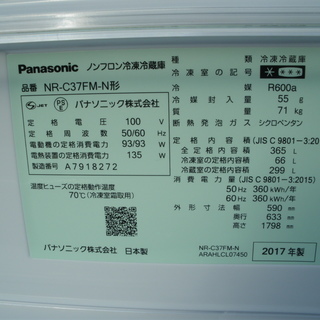 Panasonic ノンフロン冷凍冷蔵庫
品番 NR-C37FM-N形
JET PSE パナソニック株式会社
定格電圧 100 V
定格周波数 50/60 Hz
電動機の定格消費電力 93/93 W
電熱装置の定格消費電力 135 W
製造番号 A7918272
温度ヒューズの定格動作温度
70℃(冷凍室霜取用)
パナソニック株式会社 日本製
種類 冷凍冷蔵庫
冷凍室の記号
冷媒 R600a
冷媒封入量 55 g
質量 71 kg
断熱発泡ガス シクロペンタン
定格内容積 (JIS C 9801-3:20
全定格内容積 365 L
冷凍室の定格内容積 66 L
冷蔵室の定格内容積 299 L
消費電力量 (JIS C 9801-3:2015)
50 Hz 360 kWh/年
60 Hz 360 kWh/年
外形寸法 幅 590 mm
奥行 633 mm
高さ 1798 mm
NR-C37FM-N
ARAHLCL07450
2017年製